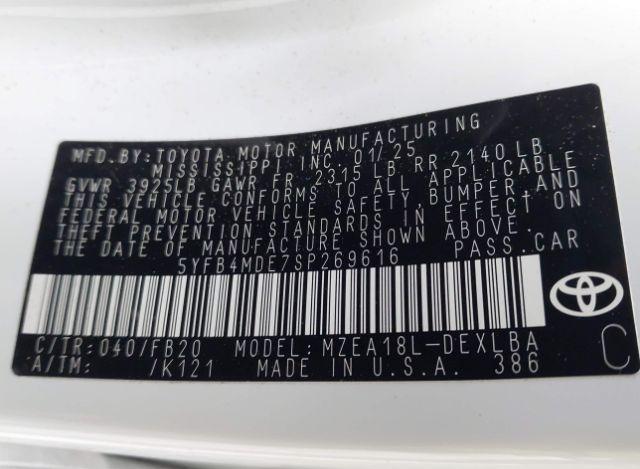 MFD.BY:TOYOTA MOTOR MANUFACTURING
MISSISSIPPI INC 01/25
GVWR 3925LB GAWR FR 2315 LB RR 2140 LB
THIS VEHICLE CONFORMS TO ALL APPLICABLE
FEDERAL MOTOR VEHICLE SAFETY, BUMPER, AND
THEFT PREVENTION STANDARDS IN EFFECT ON
THE DATE OF MANUFACTURE SHOWN ABOVE.
5YFB4MDE7SP269616 PASS.CAR
C/TR:040/FB20 MODEL:MZEA18L-DEXLBA
A/TM: /K121 MADE IN U.S.A. 386
C